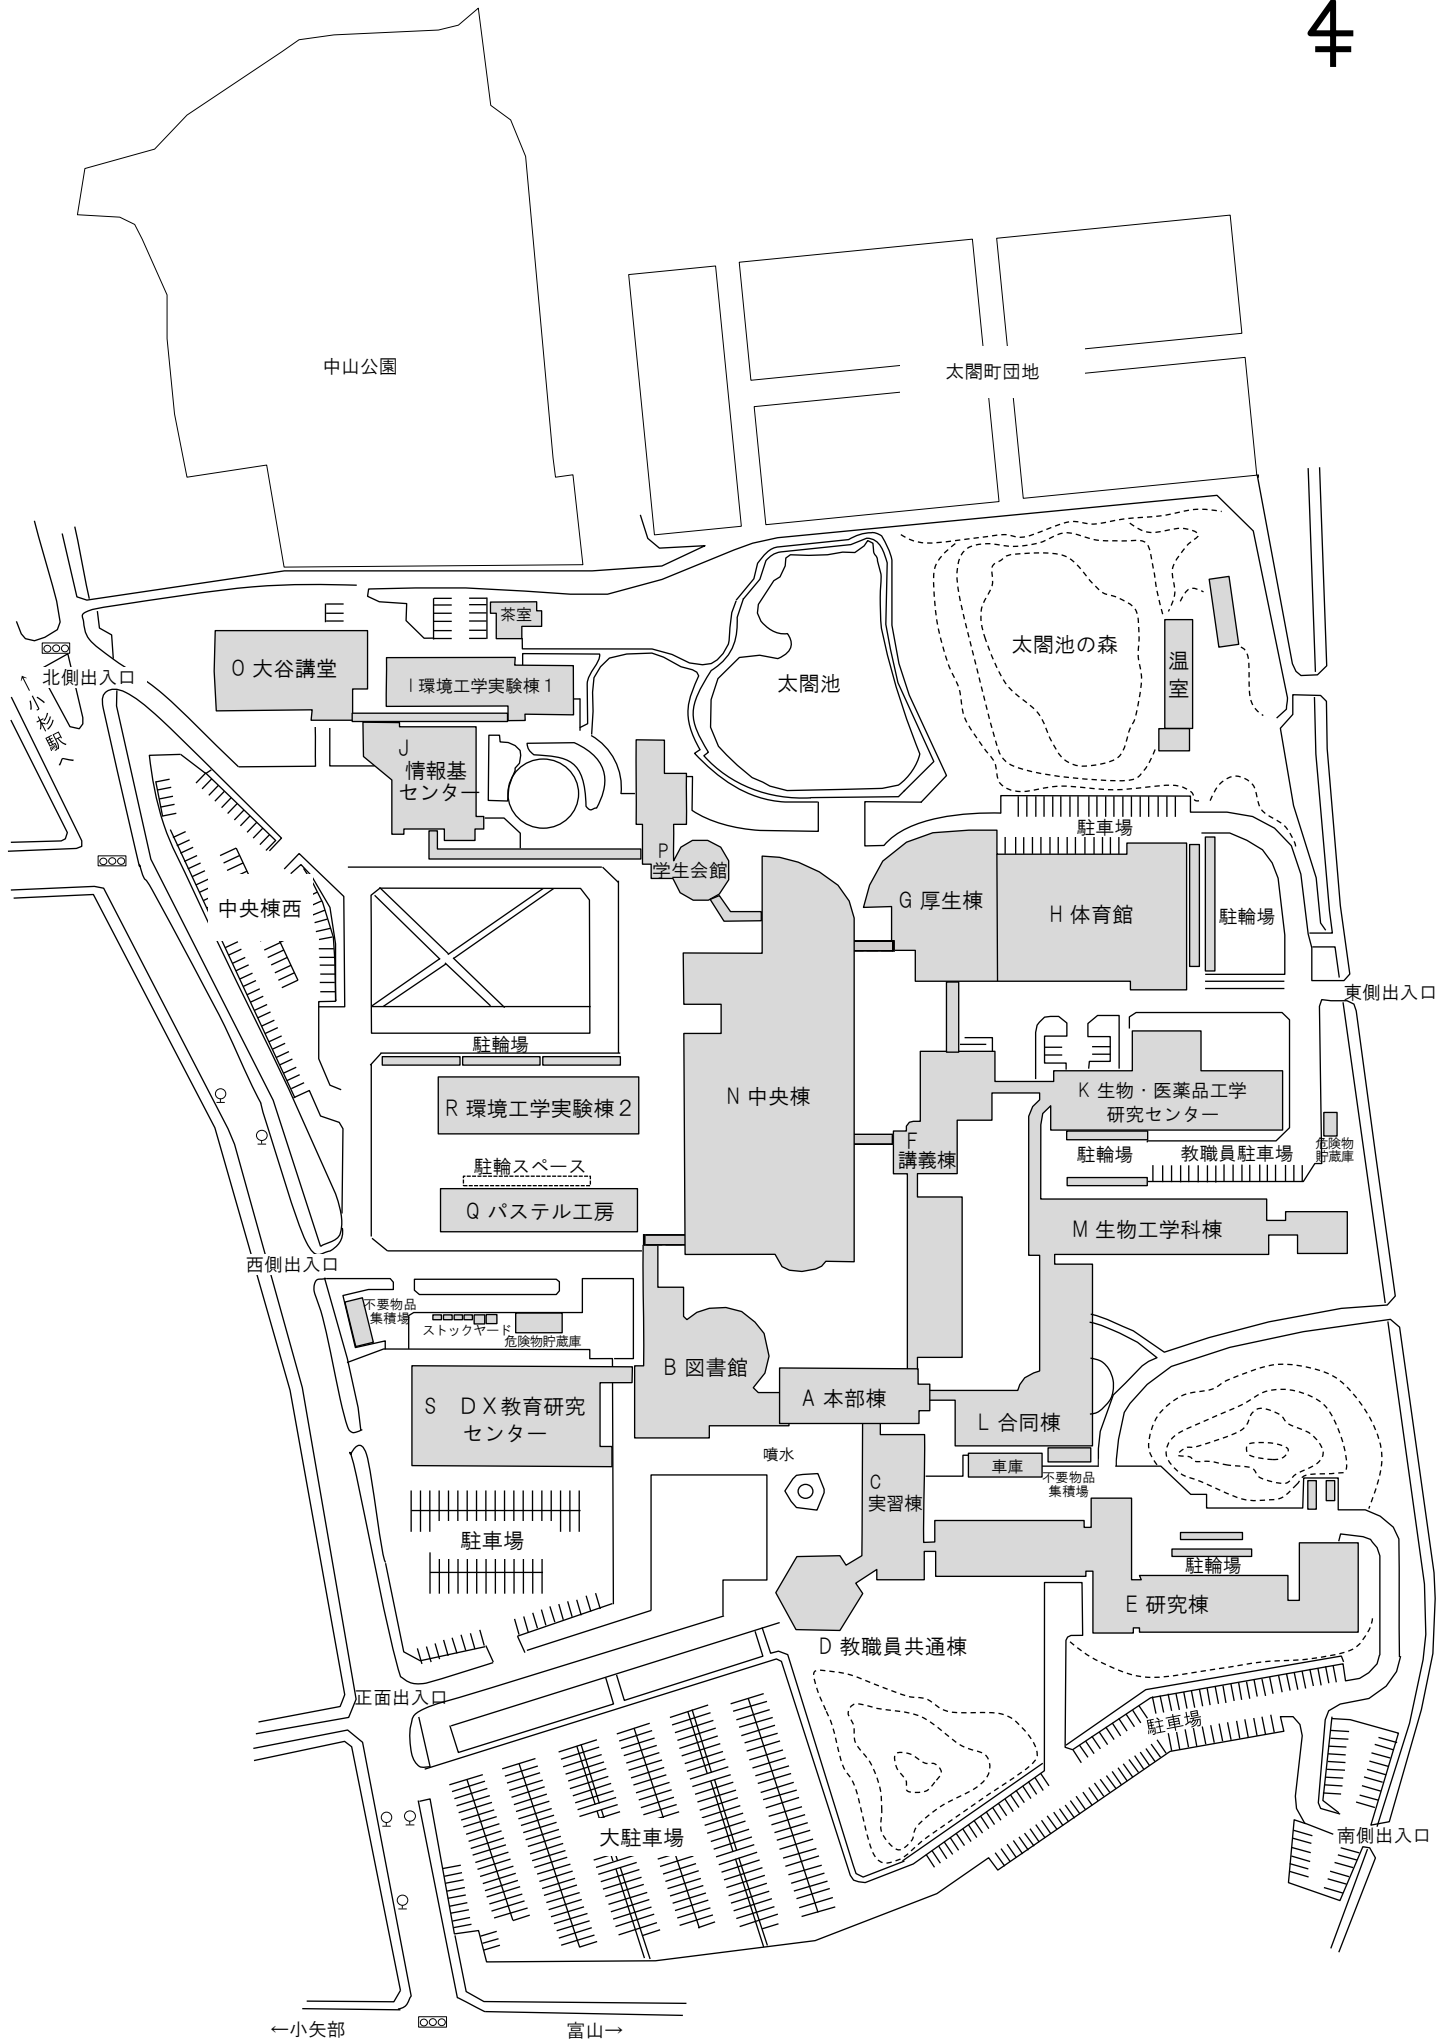 中山公園
太閤町団地
茶室
O 大谷講堂
I 環境工学実験棟1
太閤池
太閤池の森
温
室
北側出入口
←小杉駅へ
J
情報基
センター
駐車場
P
学生会館
G 厚生棟
H 体育館
駐輪場
中央棟西
東側出入口
駐輪場
R 環境工学実験棟2
N 中央棟
K 生物・医薬品工学
研究センター
F
講義棟
駐輪場
教職員駐車場
危険物
貯蔵庫
駐輪スペース
Q パステル工房
M 生物工学科棟
西側出入口
不要物品
集積場
ストックヤード
危険物貯蔵庫
B 図書館
A 本部棟
S DX教育研究
センター
L 合同棟
噴水
車庫
不要物品
集積場
C
実習棟
駐車場
駐輪場
E 研究棟
D 教職員共通棟
正面出入口
駐車場
大駐車場
南側出入口
←小矢部
富山→